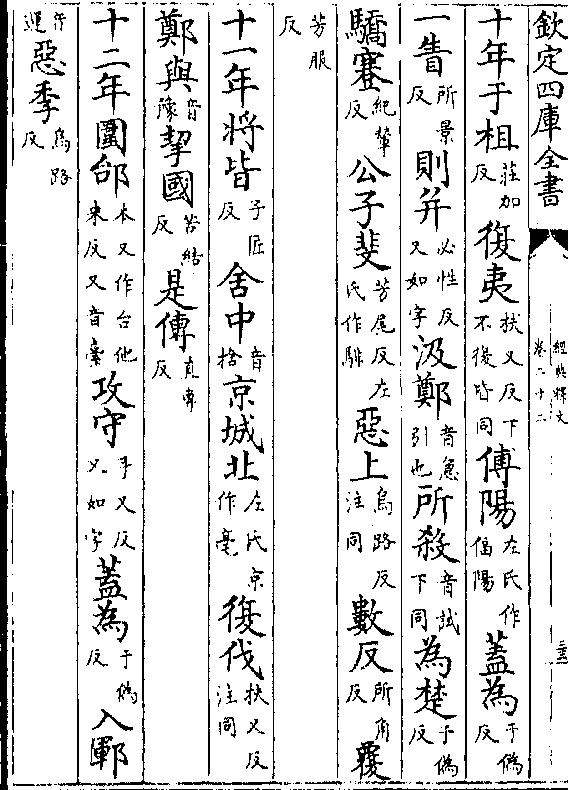 欽定四庫全書
經典釋文
卷二十二
十年于柤莊加反復夷扶又反下不復皆同傅陽左氏作偪陽蓋為于偽反
一眚所景反則并必性反又如字汲鄭音急引也所殺音試下同為楚于偽反
驕蹇紀輦反公子斐芳尾反左氏作騑惡上烏路反注同數反所角反覆
芳服反
十一年將皆子匠反舍中音捨京城北左氏京作亳復伐扶又反注同
鄭與音豫挈國苦結反是傳直專反
十二年圍邰本又作台他來反又音臺攻守手又反又如字蓋為于偽反入鄆
作運惡季烏路反